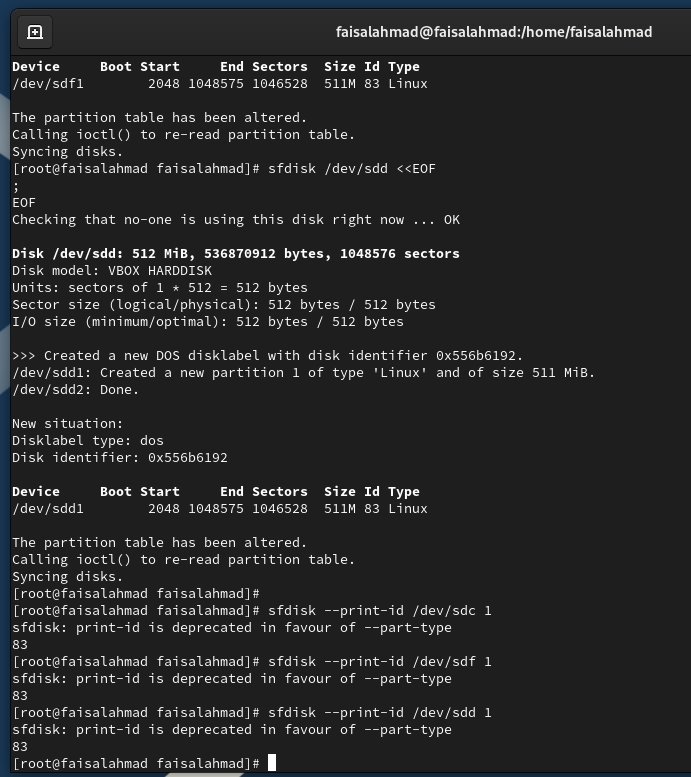 faisalahmad@faisalahmad:/home/faisalahmad
Device     Boot Start     End Sectors  Size Id Type
/dev/sdf1        2048 1048575 1046528  511M 83 Linux
The partition table has been altered.
Calling ioctl() to re-read partition table.
Syncing disks.
[root@faisalahmad faisalahmad]# sfdisk /dev/sdd <<EOF
;
EOF
Checking that no-one is using this disk right now ... OK
Disk /dev/sdd: 512 MiB, 536870912 bytes, 1048576 sectors
Disk model: VBOX HARDDISK
Units: sectors of 1 * 512 = 512 bytes
Sector size (logical/physical): 512 bytes / 512 bytes
I/O size (minimum/optimal): 512 bytes / 512 bytes
>>> Created a new DOS disklabel with disk identifier 0x556b6192.
/dev/sdd1: Created a new partition 1 of type 'Linux' and of size 511 MiB.
/dev/sdd2: Done.
New situation:
Disklabel type: dos
Disk identifier: 0x556b6192
Device     Boot Start     End Sectors  Size Id Type
/dev/sdd1        2048 1048575 1046528  511M 83 Linux
The partition table has been altered.
Calling ioctl() to re-read partition table.
Syncing disks.
[root@faisalahmad faisalahmad]#
[root@faisalahmad faisalahmad]# sfdisk --print-id /dev/sdc 1
sfdisk: print-id is deprecated in favour of --part-type
83
[root@faisalahmad faisalahmad]# sfdisk --print-id /dev/sdf 1
sfdisk: print-id is deprecated in favour of --part-type
83
[root@faisalahmad faisalahmad]# sfdisk --print-id /dev/sdd 1
sfdisk: print-id is deprecated in favour of --part-type
83
[root@faisalahmad faisalahmad]#